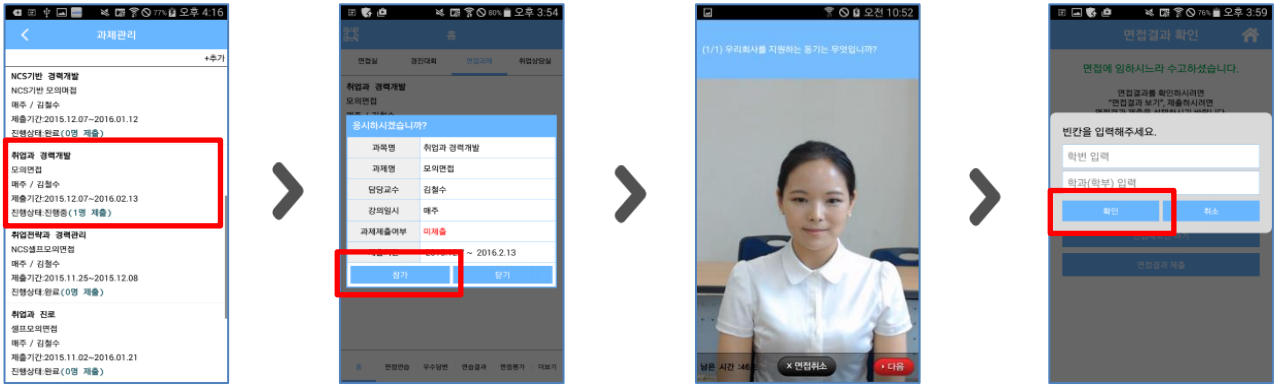 77% 오후 4:16
과제관리
+추가
NCS기반 경력개발
NCS기반 모의면접
매주 / 김철수
제출기간:2015.12.07~2016.01.12
진행상태:완료(0명 제출)
취업과 경력개발
모의면접
매주 / 김철수
제출기간:2015.12.07~2016.02.13
진행상태:진행중(1명 제출)
취업전략과 경력관리
NCS셀프모의면접
매주 / 김철수
제출기간:2015.11.25~2015.12.08
진행상태:완료(0명 제출)
취업과 진로
셀프모의면접
매주 / 김철수
제출기간:2015.11.02~2016.01.21
진행상태:완료(0명 제출)
80% 오후 3:54
홈
면접실 경진대회 면접과제 취업상담실
취업과 경력개발
모의면접
매주 / 김철수
응시하시겠습니까?
과목명 취업과 경력개발
과제명 모의면접
담당교수 김철수
강의일시 매주
과제제출여부 미제출
~ 2016.2.13
참가 닫기
홈 면접연습 우수답변 연습결과 면접평가 더보기
오전 10:52
(1/1) 우리회사를 지원하는 동기는 무엇입니까?
남은 시간 :46
×면접취소
다음
76% 오후 3:59
면접결과 확인
면접에 임하시느라 수고하셨습니다.
면접결과를 확인하시려면
"면접결과 보기", 제출하시려면
빈칸을 입력해주세요.
학번 입력
학과(학부) 입력
확인 취소
면접결과 제출